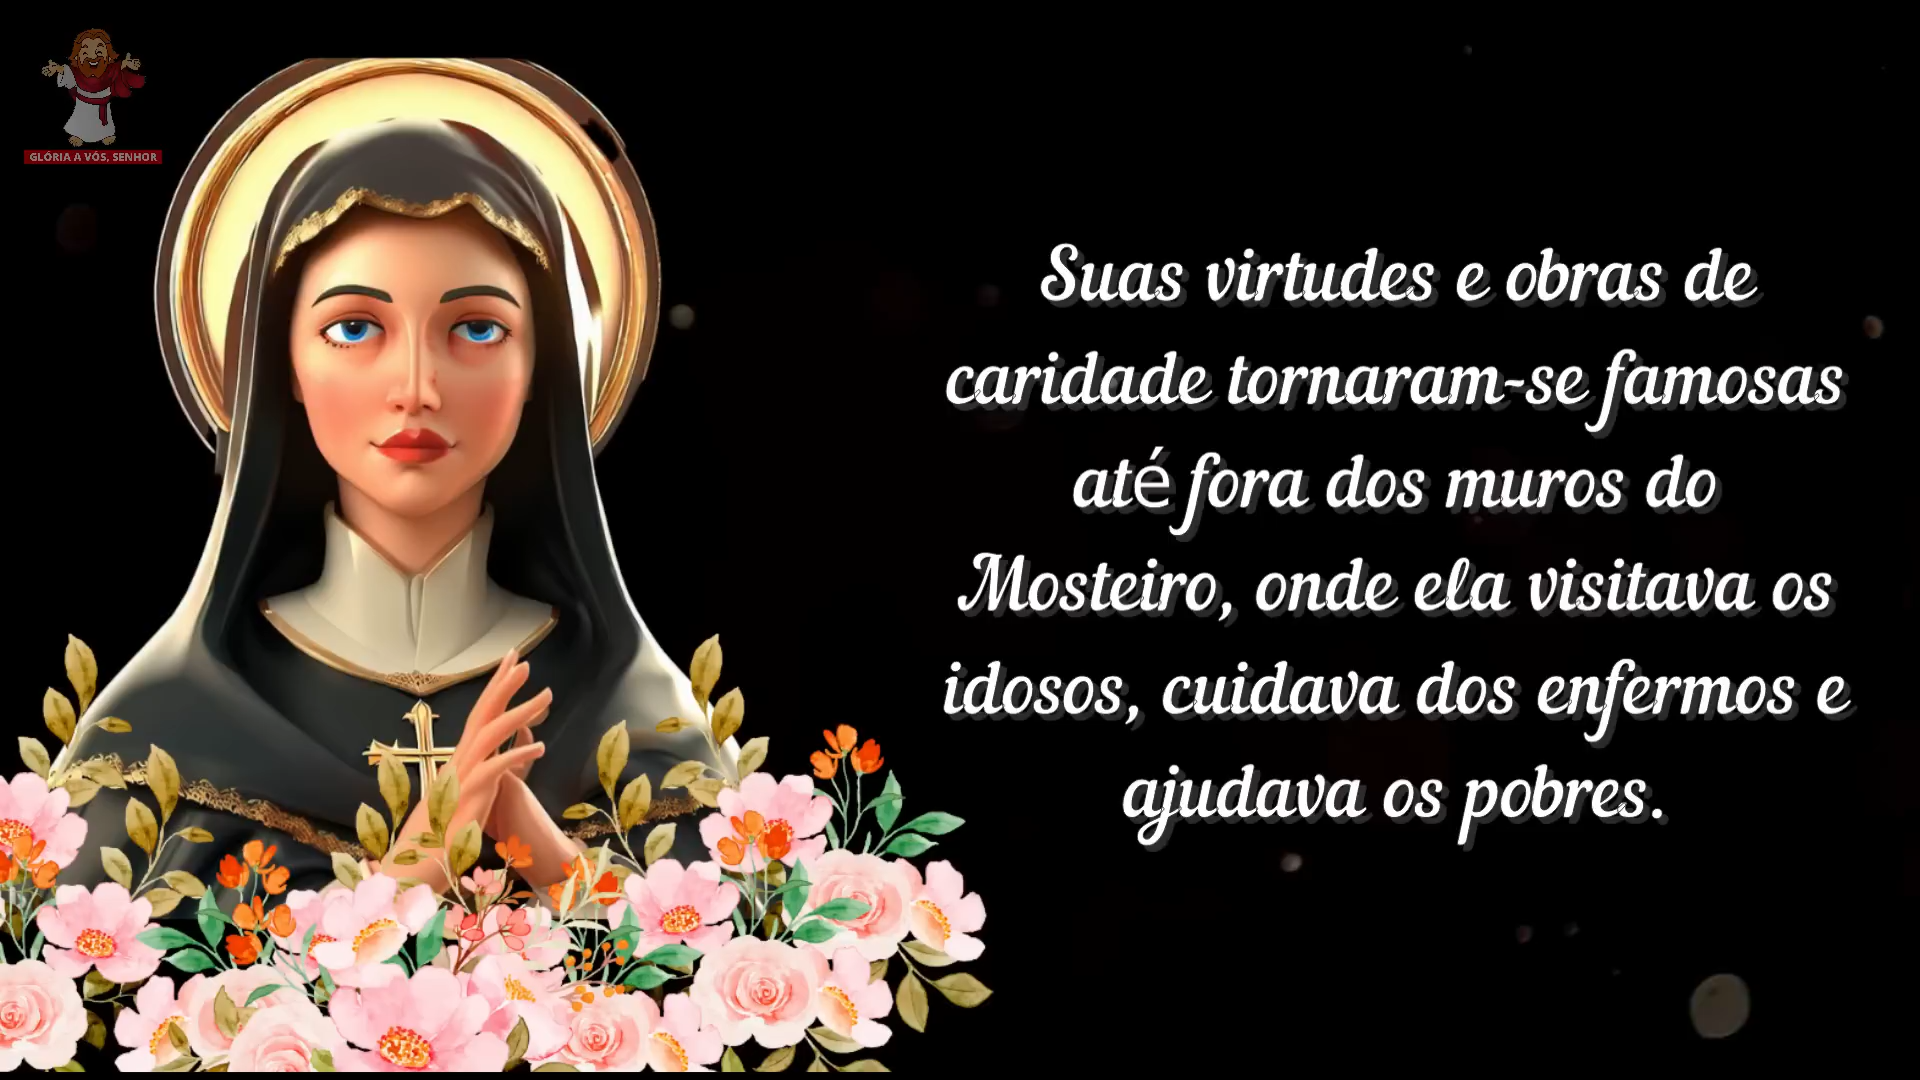 GLÓRIA A VÓS, SENHOR
Suas virtudes e obras de
caridade tornaram-se famosas
até fora dos muros do
Mosteiro, onde ela visitava os
idosos, cuidava dos enfermos e
ajudava os pobres.